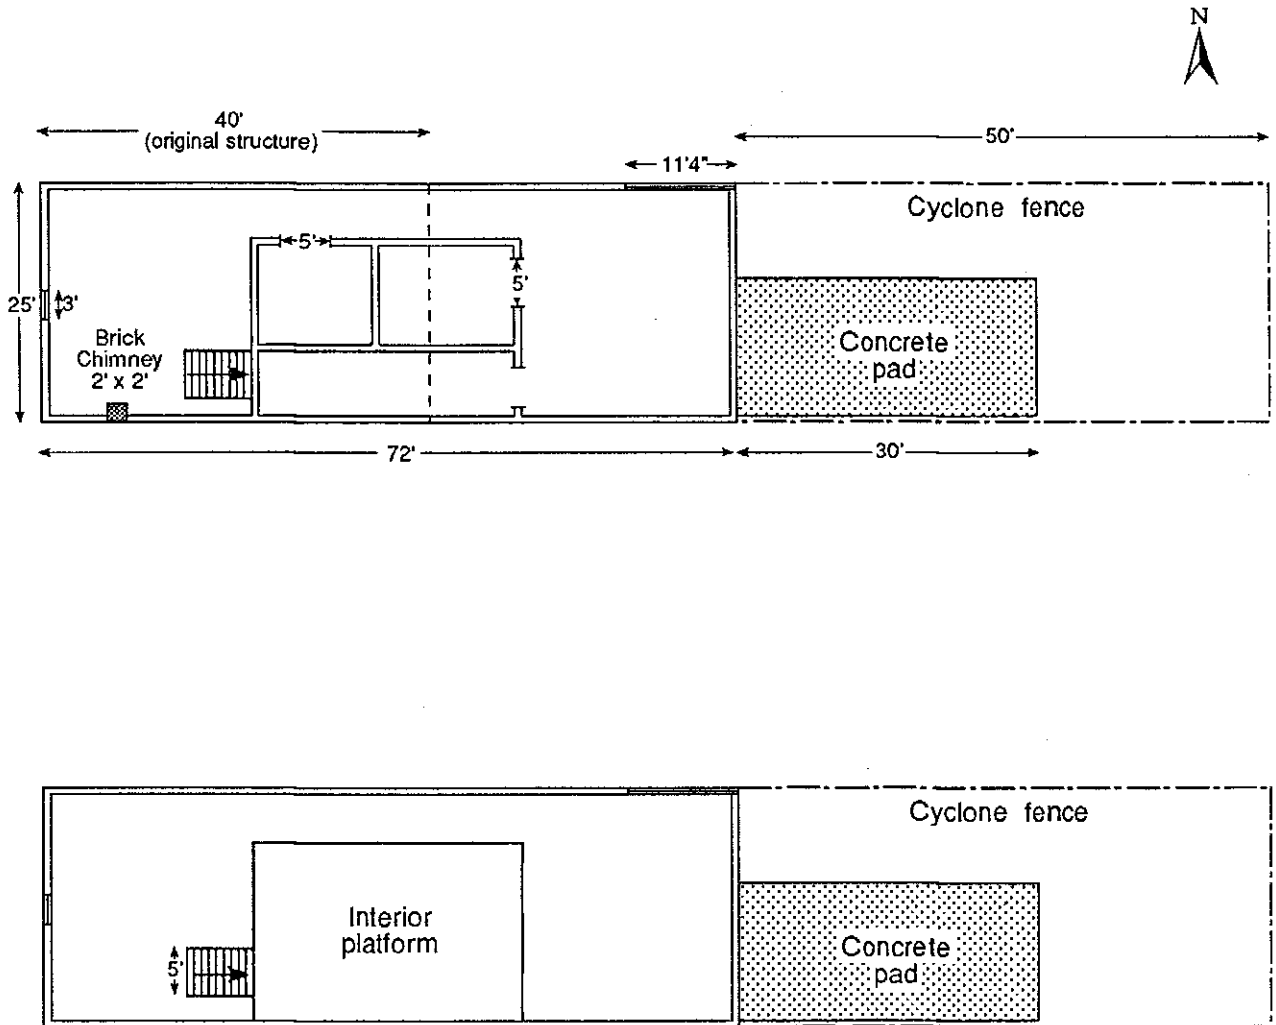 N
40'
(original structure)
50'
11'4"
Cyclone fence
5'
5'
25'
3'
Brick
Chimney
2' x 2'
Concrete
pad
72'
30'
Cyclone fence
Interior
platform
5'
Concrete
pad